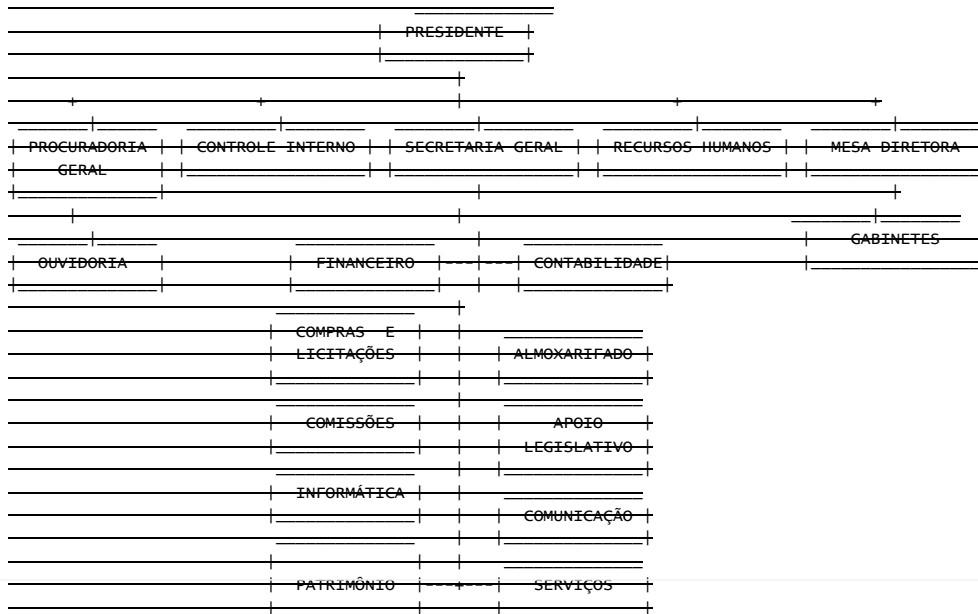 PRESIDENTE
PROCURADORIA CONTROLE INTERNO SECRETARIA GERAL RECURSOS HUMANOS MESA DIRETORA
GERAL
GABINETES
OUVIDORIA FINANCEIRO CONTABILIDADE
COMPRAS E
LICITAÇÕES ALMOXARIFADO
COMISSÕES APOIO
LEGISLATIVO
INFORMÁTICA
COMUNICAÇÃO
PATRIMÔNIO SERVIÇOS